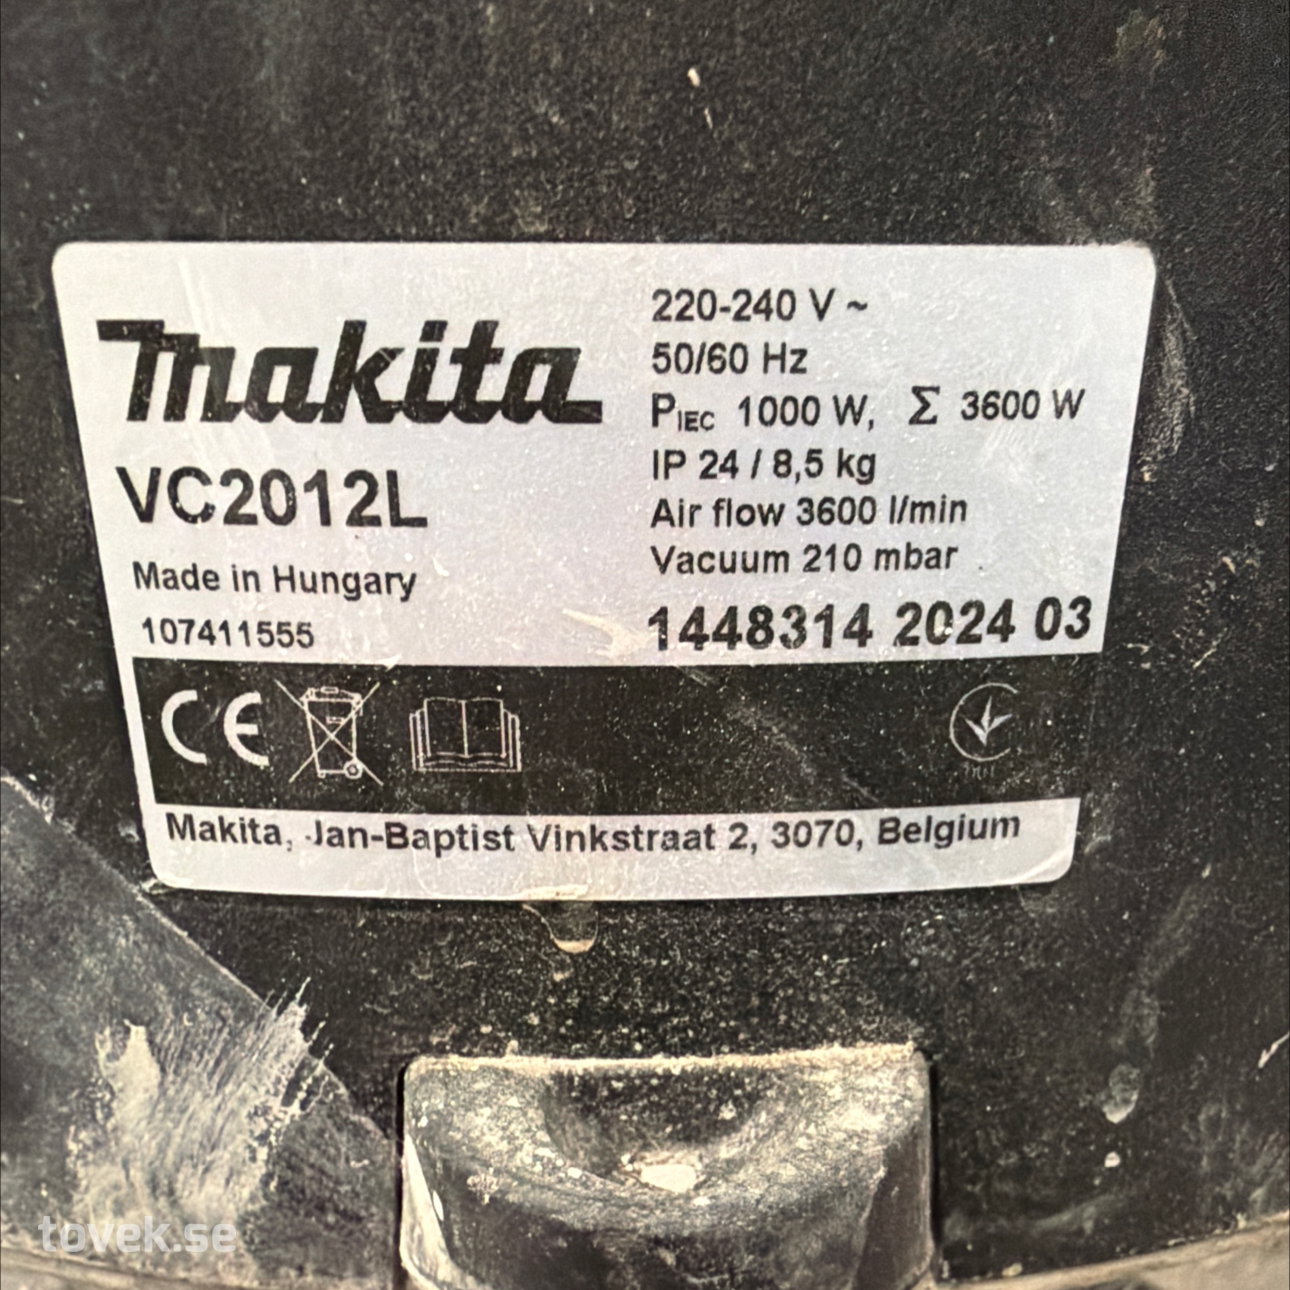 makita
VC2012L
Made in Hungary
107411555
220-240 V ~
50/60 Hz
PIEC 1000 W, Σ 3600 W
IP 24 / 8,5 kg
Air flow 3600 l/min
Vacuum 210 mbar
1448314 2024 03
CE
Makita, Jan-Baptist Vinkstraat 2, 3070, Belgium
tovek.se